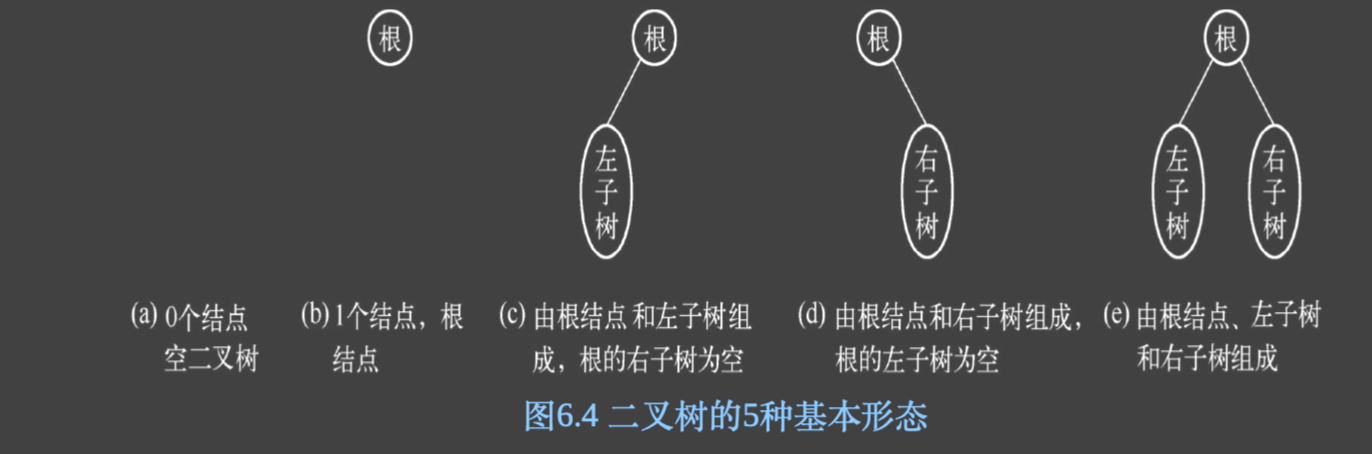 根
根
根
根
左子树
右子树
左子树
右子树
(a) 0个结点
空二叉树
(b) 1个结点，根
结点
(c) 由根结点 和左子树组
成，根的右子树为空
(d) 由根结点和右子树组成，
根的左子树为空
(e) 由根结点、左子树
和右子树组成
图6.4 二叉树的5种基本形态